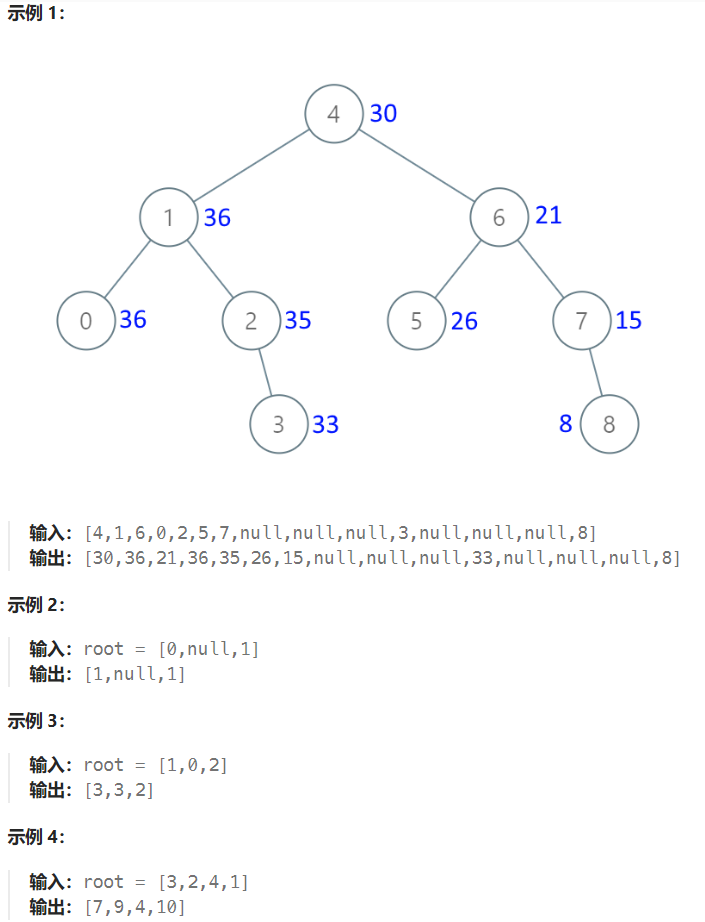 示例 1：
4 30
1 36 6 21
0 36 2 35 5 26 7 15
3 33 8 8
输入：[4,1,6,0,2,5,7,null,null,null,3,null,null,null,8]
输出：[30,36,21,36,35,26,15,null,null,null,33,null,null,null,8]
示例 2：
输入：root = [0,null,1]
输出：[1,null,1]
示例 3：
输入：root = [1,0,2]
输出：[3,3,2]
示例 4：
输入：root = [3,2,4,1]
输出：[7,9,4,10]